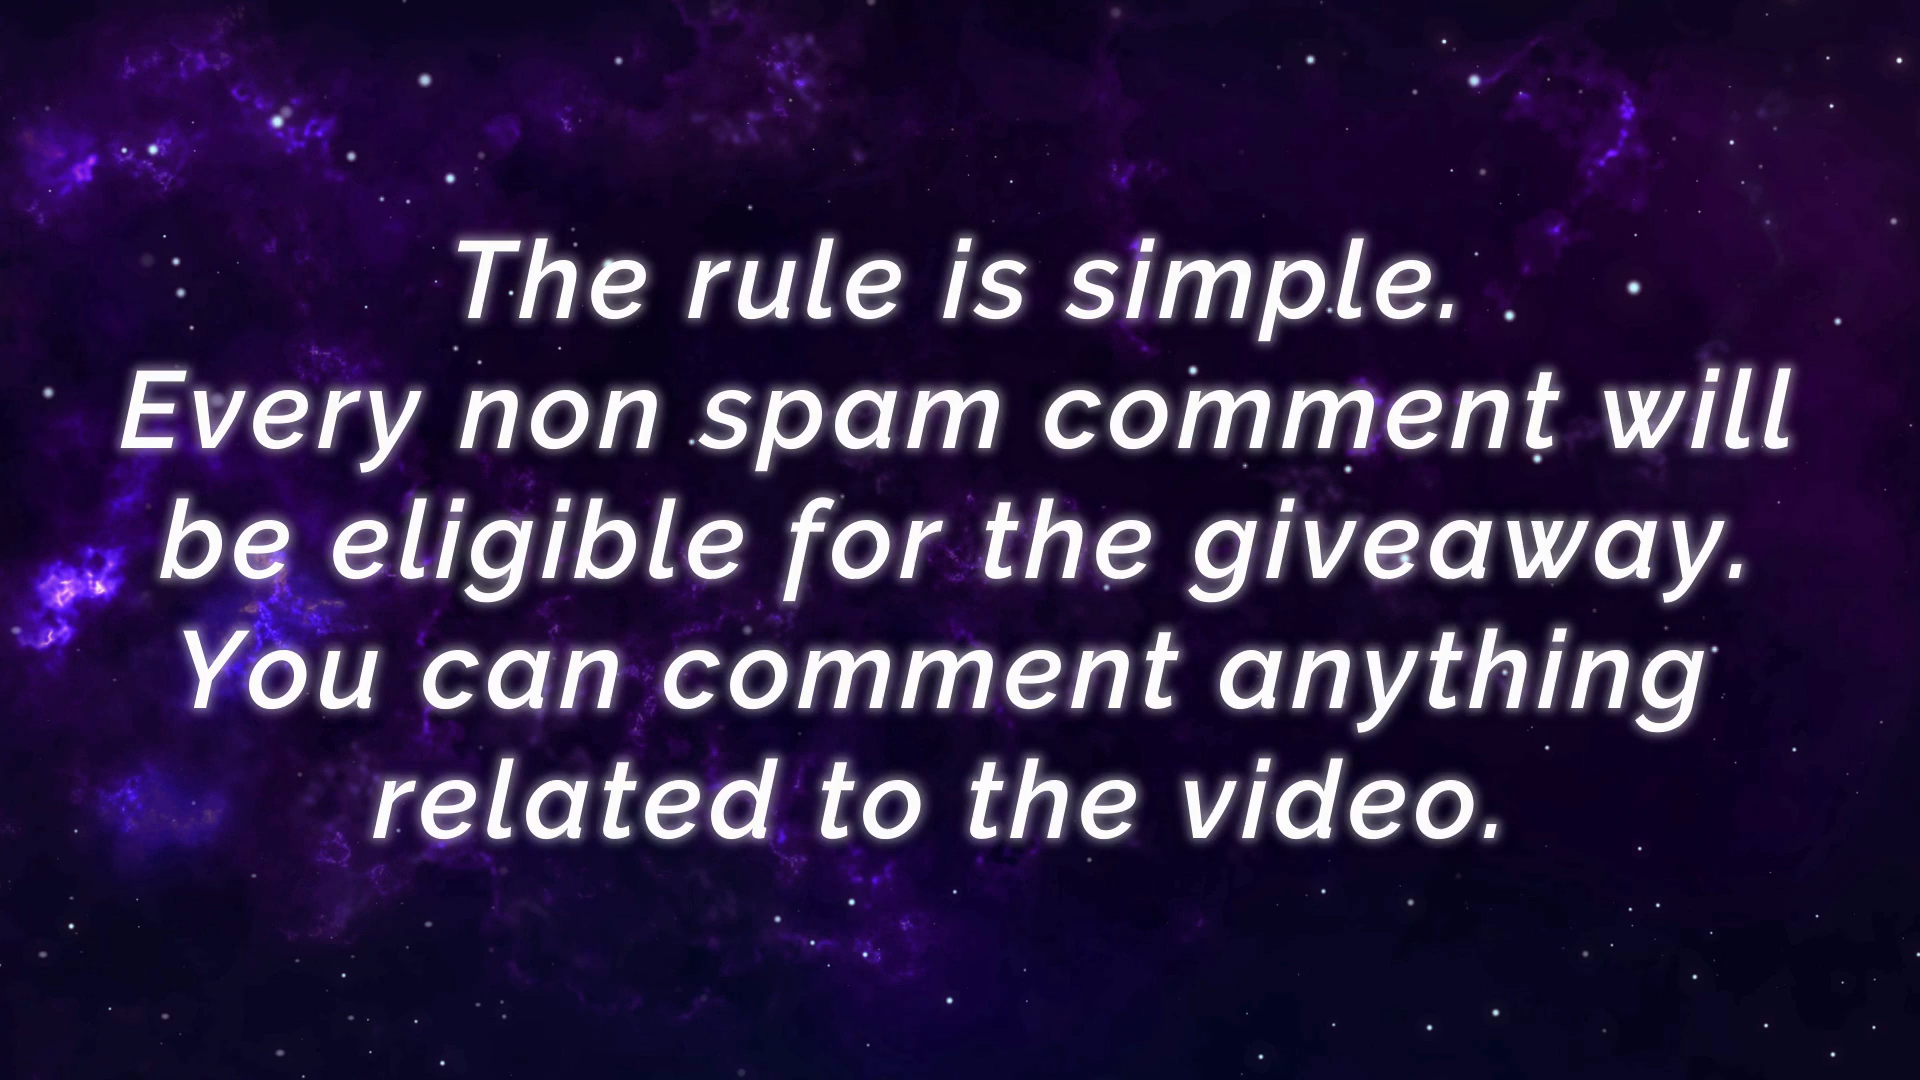 The rule is simple.
Every non spam comment will
be eligible for the giveaway.
You can comment anything
related to the video.